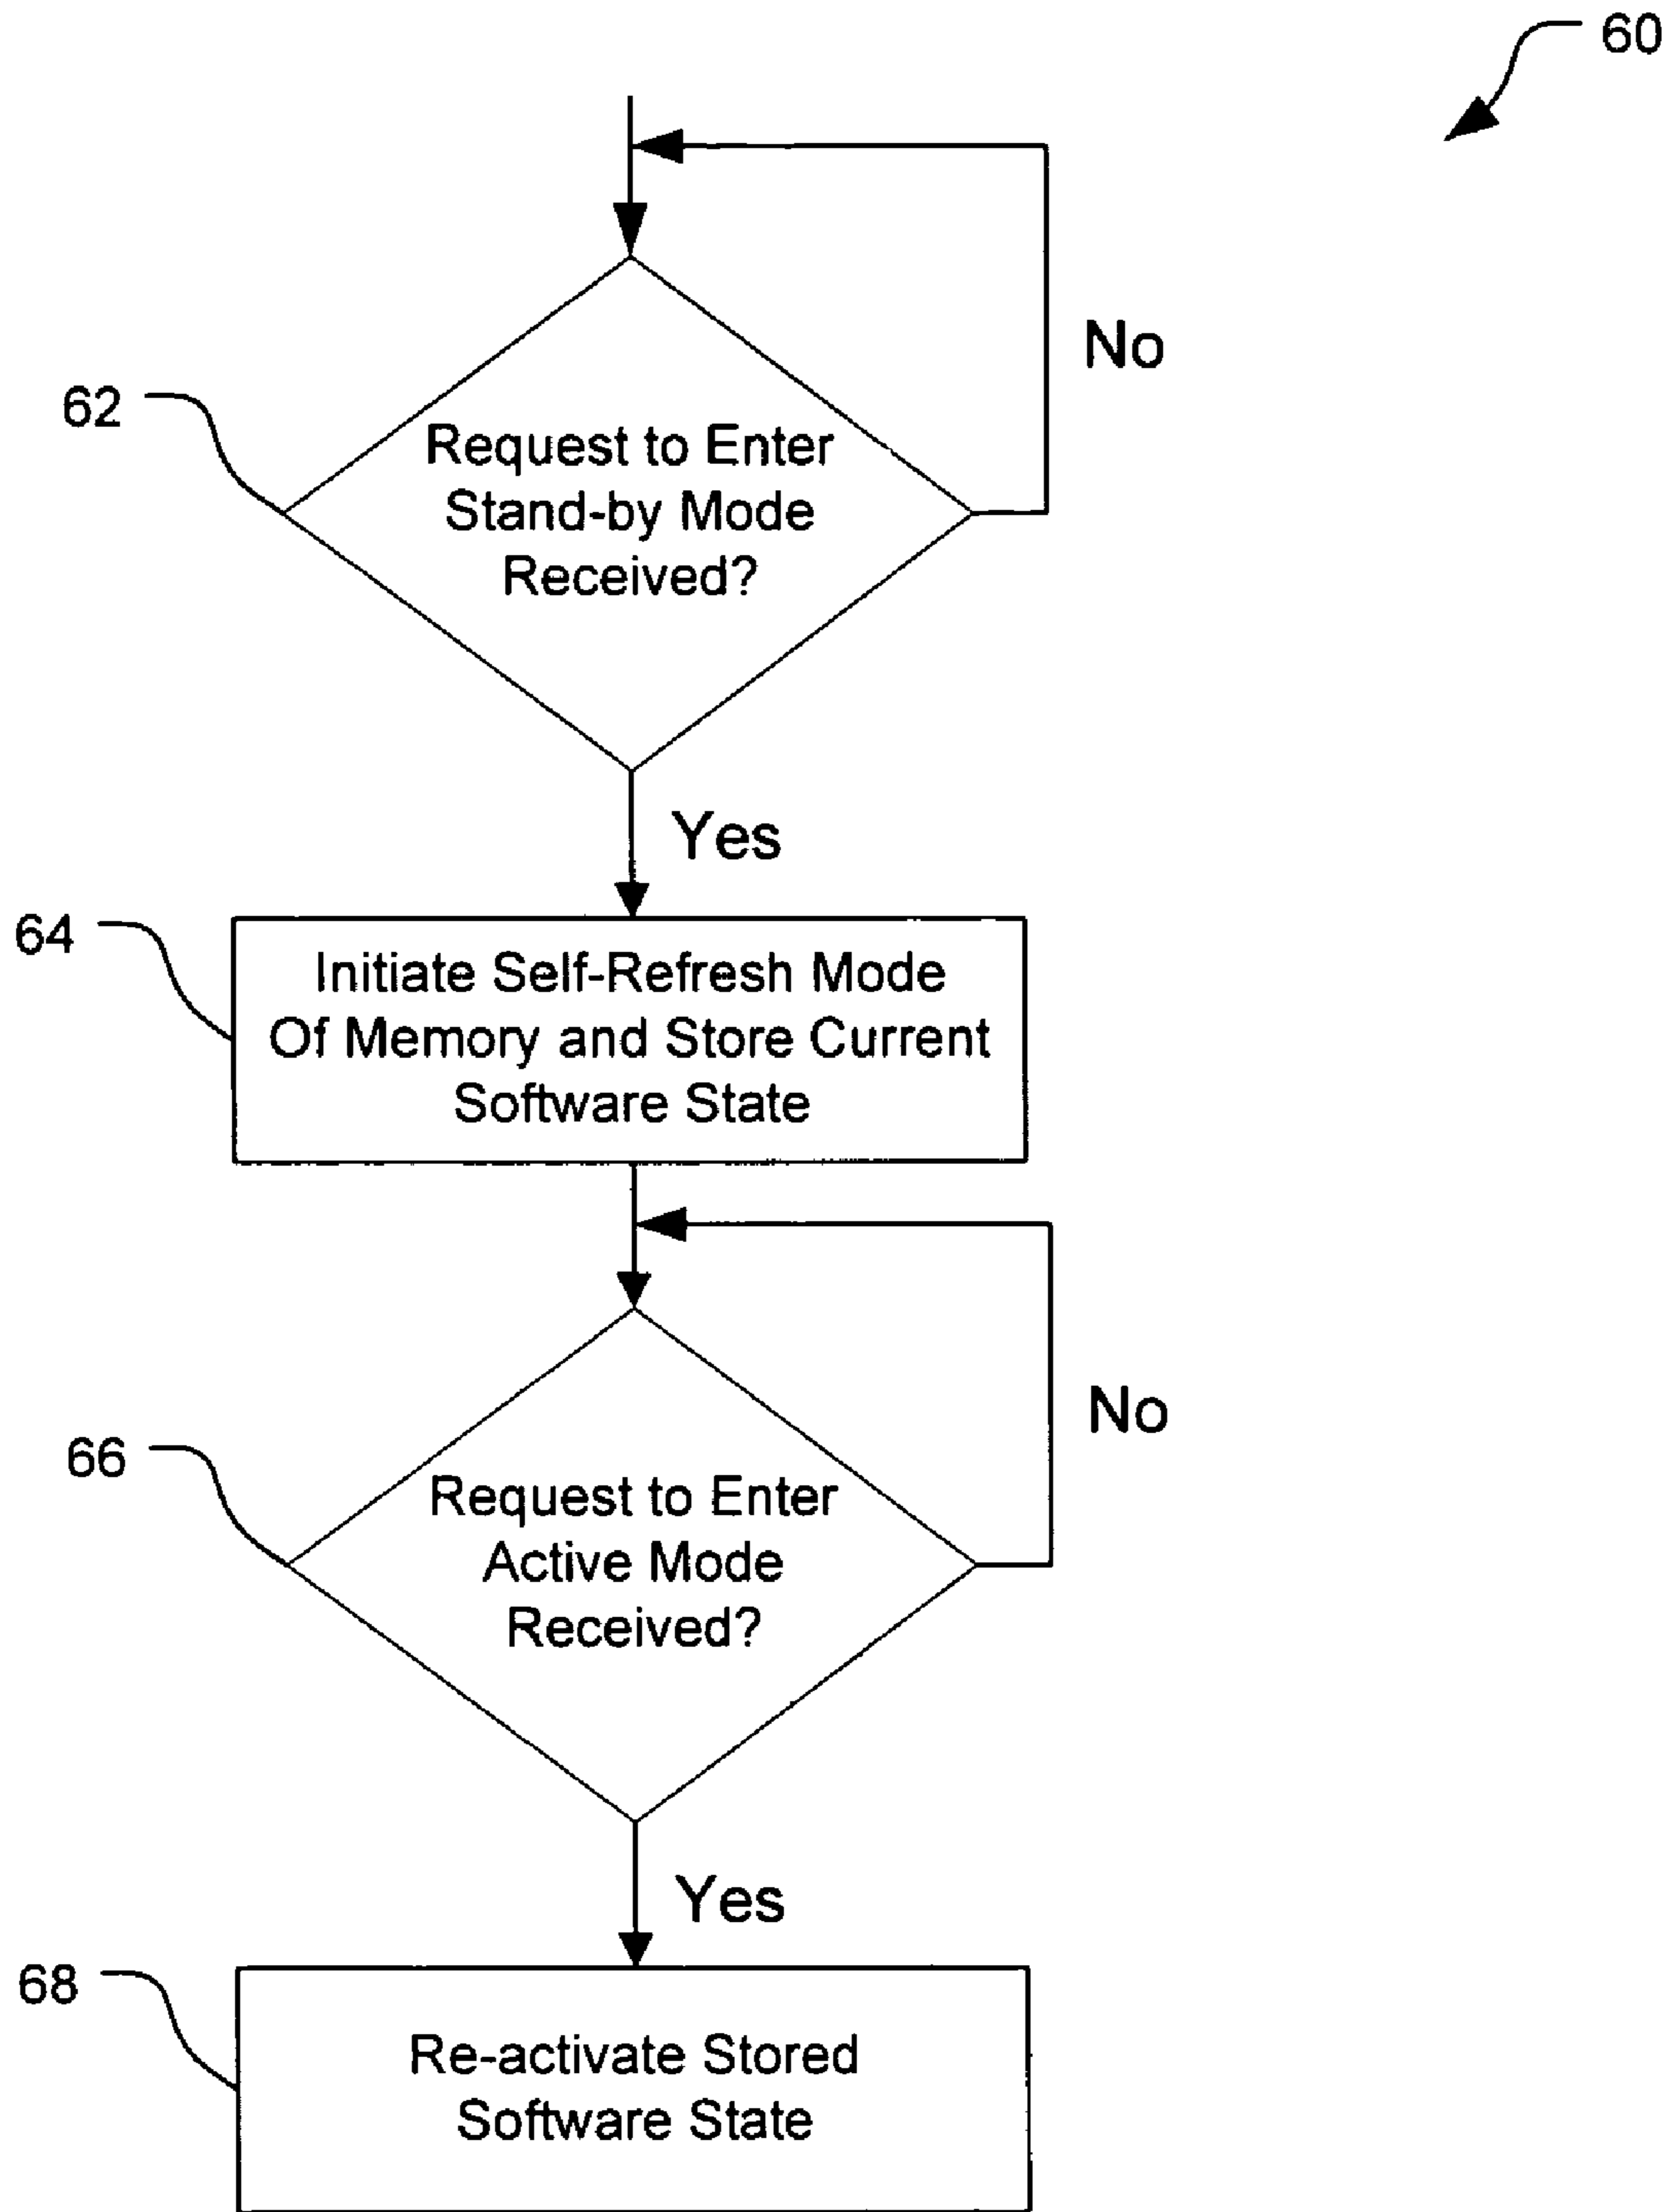 60
No
62
Request to Enter
Stand-by Mode
Received?
Yes
64
Initiate Self-Refresh Mode
Of Memory and Store Current
Software State
No
66
Request to Enter
Active Mode
Received?
Yes
68
Re-activate Stored
Software State